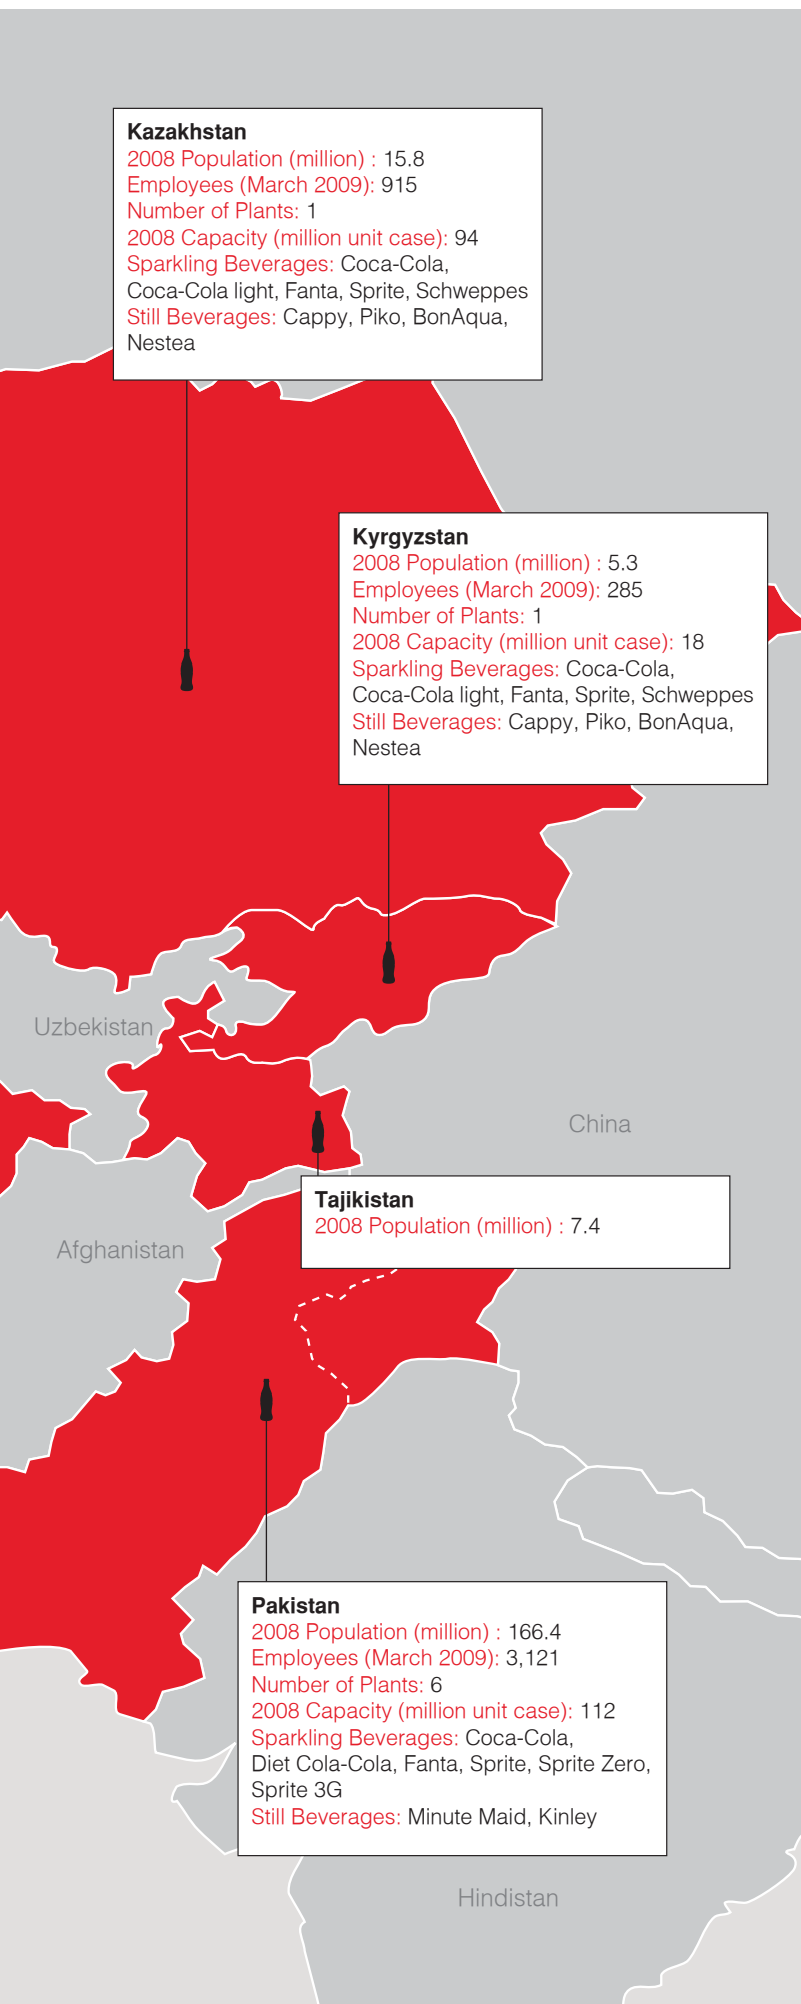 Kazakhstan
2008 Population (million) : 15.8
Employees (March 2009): 915
Number of Plants: 1
2008 Capacity (million unit case): 94
Sparkling Beverages: Coca-Cola,
Coca-Cola light, Fanta, Sprite, Schweppes
Still Beverages: Cappy, Piko, BonAqua,
Nestea
Kyrgyzstan
2008 Population (million) : 5.3
Employees (March 2009): 285
Number of Plants: 1
2008 Capacity (million unit case): 18
Sparkling Beverages: Coca-Cola,
Coca-Cola light, Fanta, Sprite, Schweppes
Still Beverages: Cappy, Piko, BonAqua,
Nestea
Uzbekistan
China
Tajikistan
2008 Population (million) : 7.4
Afghanistan
Pakistan
2008 Population (million) : 166.4
Employees (March 2009): 3,121
Number of Plants: 6
2008 Capacity (million unit case): 112
Sparkling Beverages: Coca-Cola,
Diet Cola-Cola, Fanta, Sprite, Sprite Zero,
Sprite 3G
Still Beverages: Minute Maid, Kinley
Hindistan